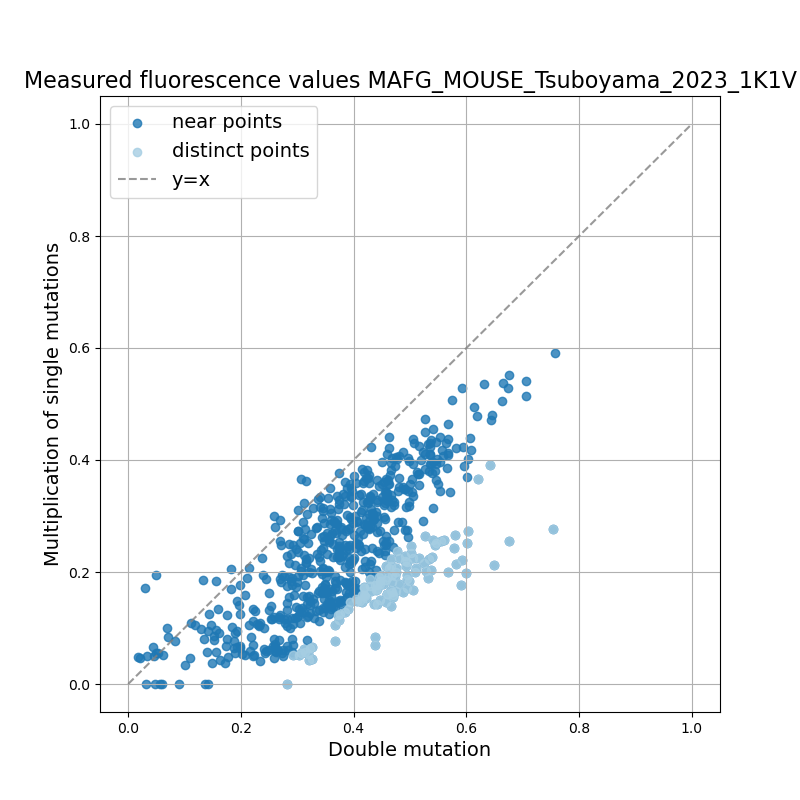 Measured fluorescence values MAFG_MOUSE_Tsuboyama_2023_1K1V
near points
distinct points
y=x
1.0
0.8
0.6
0.4
0.2
0.0
Multiplication of single mutations
0.0 0.2 0.4 0.6 0.8 1.0
Double mutation